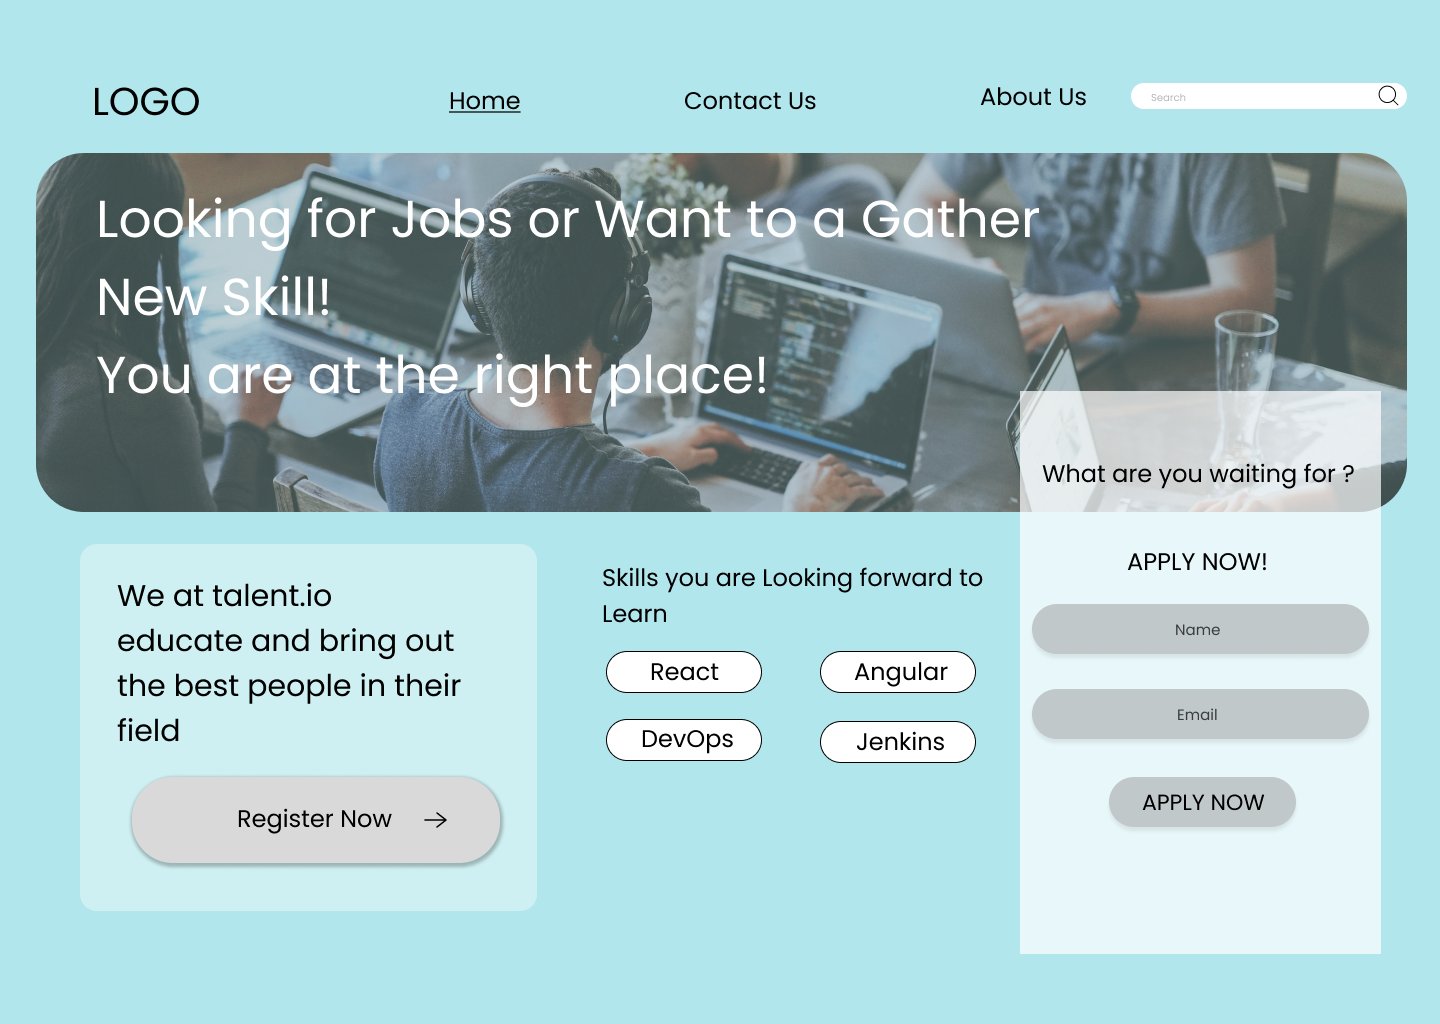 LOGO
Home
Contact Us
About Us
Search
Looking for Jobs or Want to a Gather
New Skill!
You are at the right place!
What are you waiting for ?
APPLY NOW!
Name
Email
APPLY NOW
We at talent.io
educate and bring out
the best people in their
field
Register Now
Skills you are Looking forward to
Learn
React
Angular
DevOps
Jenkins